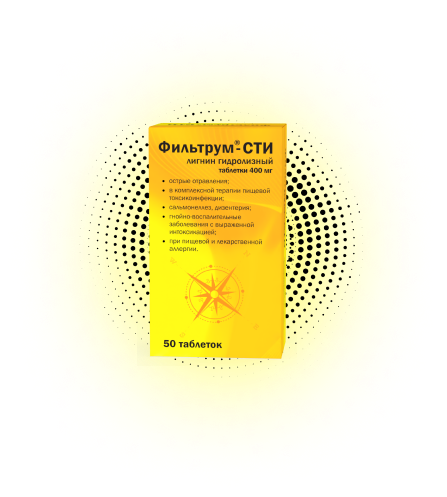 Фильтрум®-СТИ
лигнин гидролизный
таблетки 400 мг
• острые отравления;
• в комплексной терапии пищевой
токсикоинфекции;
• сальмонеллез, дизентерия;
• гнойно-воспалительные
заболевания с выраженной
интоксикацией;
• при пищевой и лекарственной
аллергии.
50 таблеток